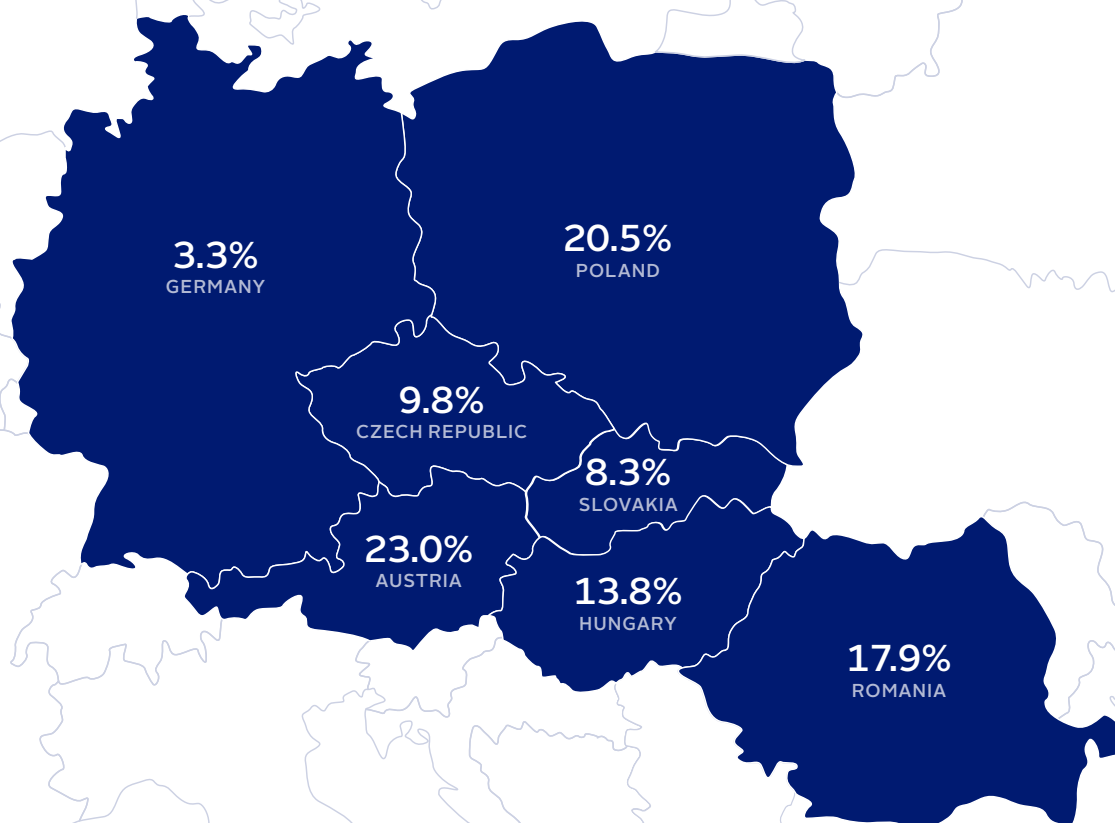 3.3%
GERMANY
20.5%
POLAND
9.8%
CZECH REPUBLIC
8.3%
SLOVAKIA
23.0%
AUSTRIA
13.8%
HUNGARY
17.9%
ROMANIA